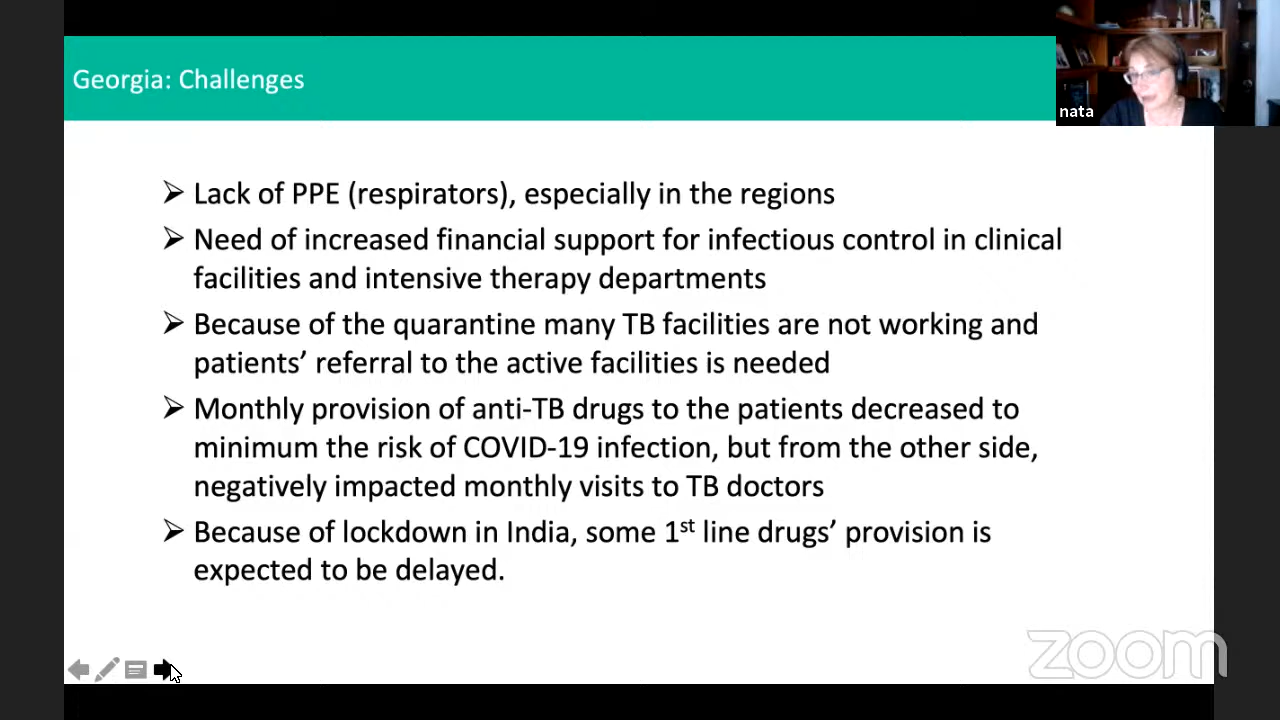 Georgia: Challenges
nata
➢ Lack of PPE (respirators), especially in the regions
➢ Need of increased financial support for infectious control in clinical
facilities and intensive therapy departments
➢ Because of the quarantine many TB facilities are not working and
patients’ referral to the active facilities is needed
➢ Monthly provision of anti-TB drugs to the patients decreased to
minimum the risk of COVID-19 infection, but from the other side,
negatively impacted monthly visits to TB doctors
➢ Because of lockdown in India, some 1st line drugs’ provision is
expected to be delayed.
zoom